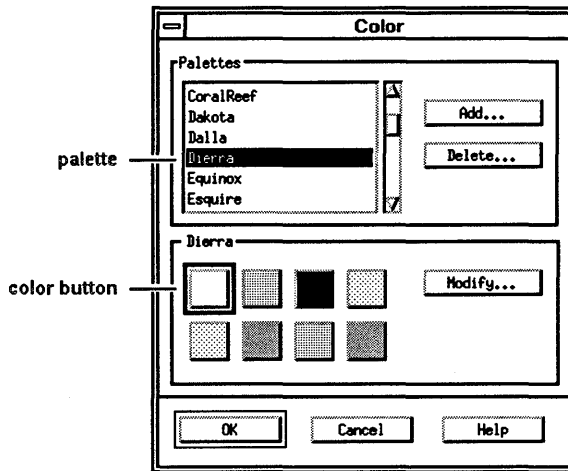 Color
Palettes
CoralReef
Dakota
Dalla
Dierra
Equinox
Esquire
Add...
Delete...
palette
Dierra
color button
Modify...
OK
Cancel
Help